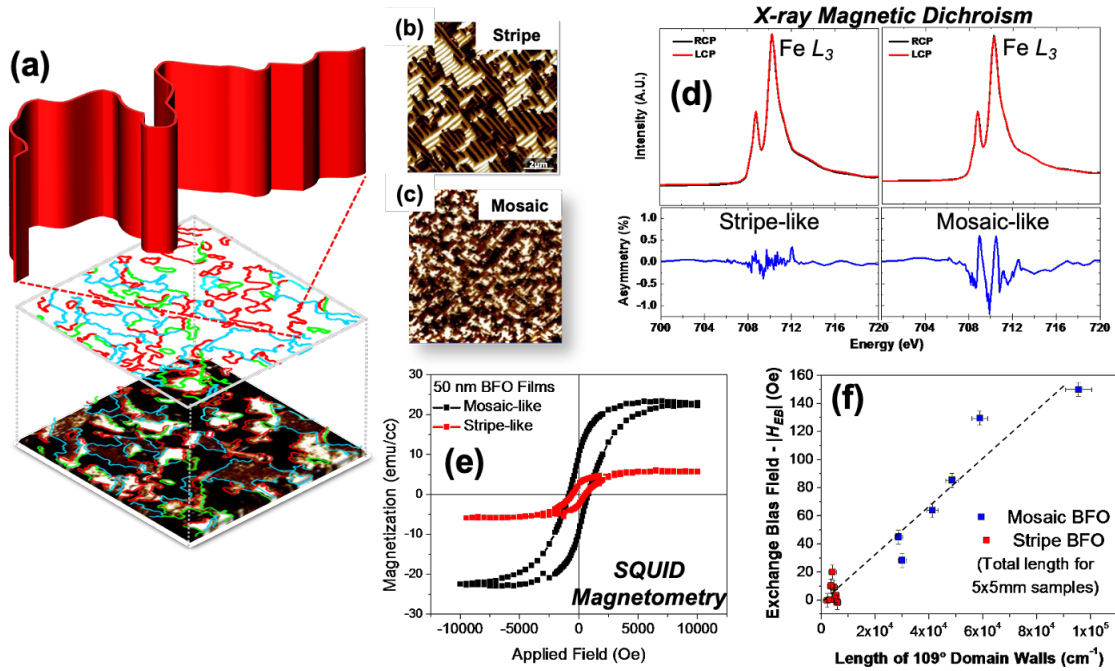 (a)
(b)
Stripe
2μm
(c)
Mosaic
X-ray Magnetic Dichroism
RCP
LCP
Fe L3
RCP
LCP
Fe L3
(d)
Intensity (A.U.)
Stripe-like
Mosaic-like
Asymmetry (%)
1.0
0.5
0.0
-0.5
-1.0
700 704 708 712 716 720 704 708 712 716 720
Energy (eV)
50 nm BFO Films
Mosaic-like
Stripe-like
(e)
SQUID
Magnetometry
Magnetization (emu/cc)
30
20
10
0
-10
-20
-30
-10000 -5000 0 5000 10000
Applied Field (Oe)
(f)
Exchange Bias Field - |HEB| (Oe)
160
140
120
100
80
60
40
20
0
Mosaic BFO
Stripe BFO
(Total length for
5x5mm samples)
0 2x10⁴ 4x10⁴ 6x10⁴ 8x10⁴ 1x10⁵
Length of 109° Domain Walls (cm⁻¹)